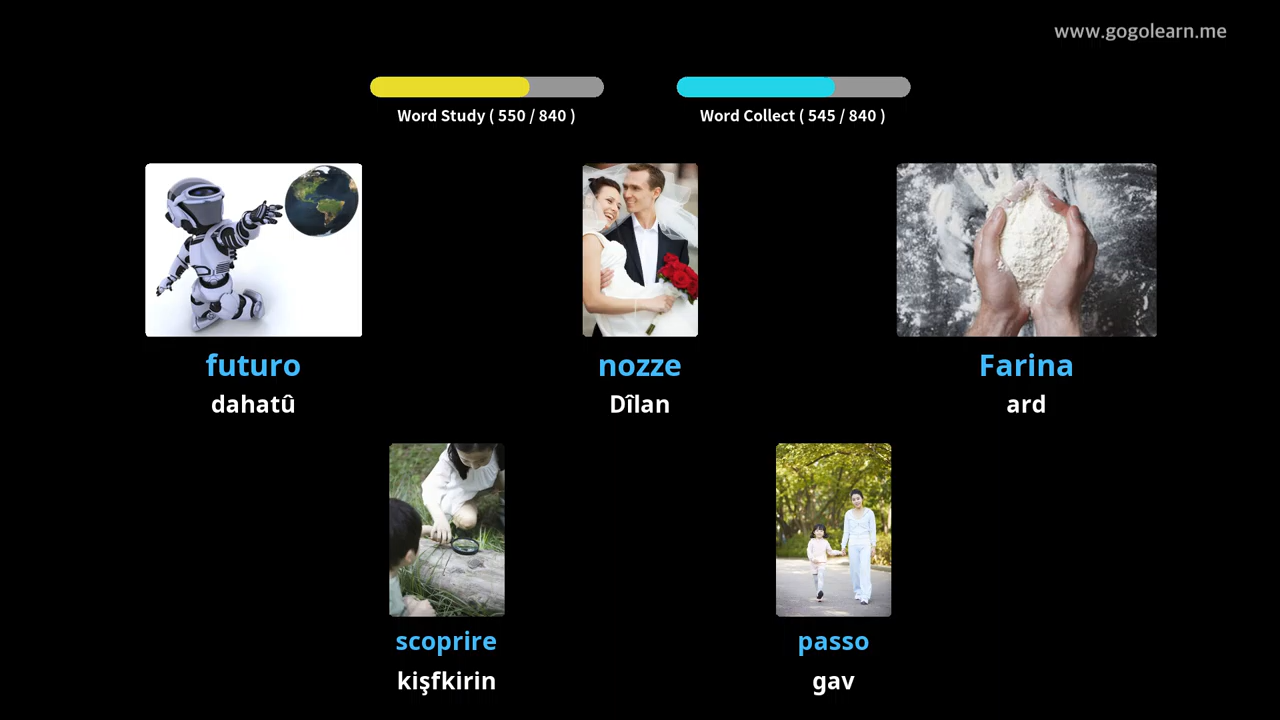 www.gogolearn.me
Word Study ( 550 / 840 )
Word Collect ( 545 / 840 )
futuro
dahatû
nozze
Dîlan
Farina
ard
scoprire
kişfkirin
passo
gav